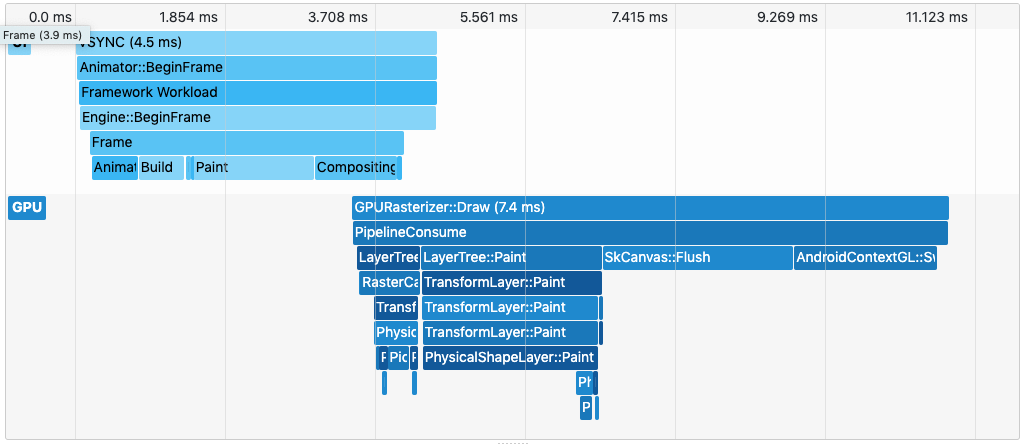 0.0 ms 1.854 ms 3.708 ms 5.561 ms 7.415 ms 9.269 ms 11.123 ms
Frame (3.9 ms)
VSYNC (4.5 ms)
Animator::BeginFrame
Framework Workload
Engine::BeginFrame
Frame
Animat Build Paint Compositing
GPU GPURasterizer::Draw (7.4 ms)
PipelineConsume
LayerTree LayerTree::Paint SkCanvas::Flush AndroidContextGL::Sw
RasterCa TransformLayer::Paint
Transf TransformLayer::Paint
Physic TransformLayer::Paint
P Pic P PhysicalShapeLayer::Paint
Ph
P